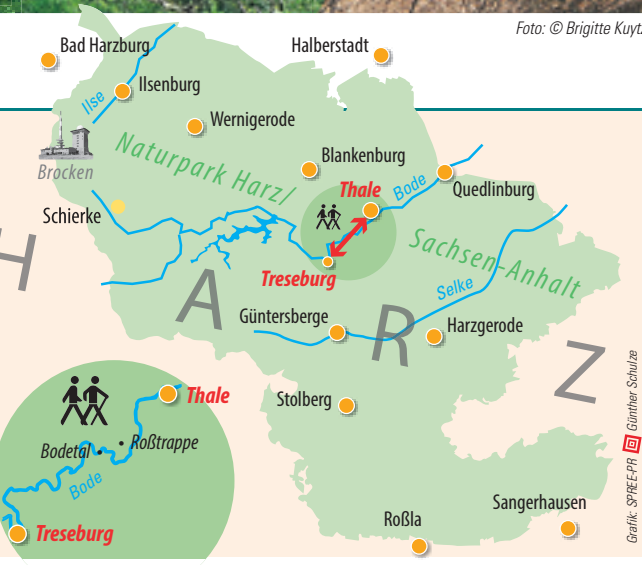 Foto: © Brigitte Kuytz
Bad Harzburg
Halberstadt
Ilse
Ilsenburg
Wernigerode
Brocken
Naturpark Harz/
Blankenburg
Thale
Bode
Quedlinburg
Schierke
Sachsen-Anhalt
Treseburg
Selke
H A R Z
Güntersberge
Harzgerode
Stolberg
Thale
Roßtrappe
Bodetal
Bode
Treseburg
Roßla
Sangerhausen
Grafik: SPREE-PR Günther Schulze